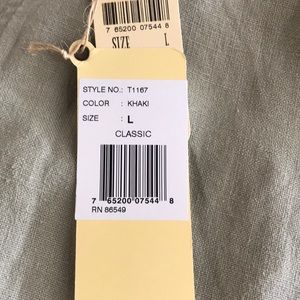 7 65200 07544 8
SIZE L
STYLE NO.: T1167
COLOR : KHAKI
SIZE : L
CLASSIC
7 65200 07544 8
RN 86549